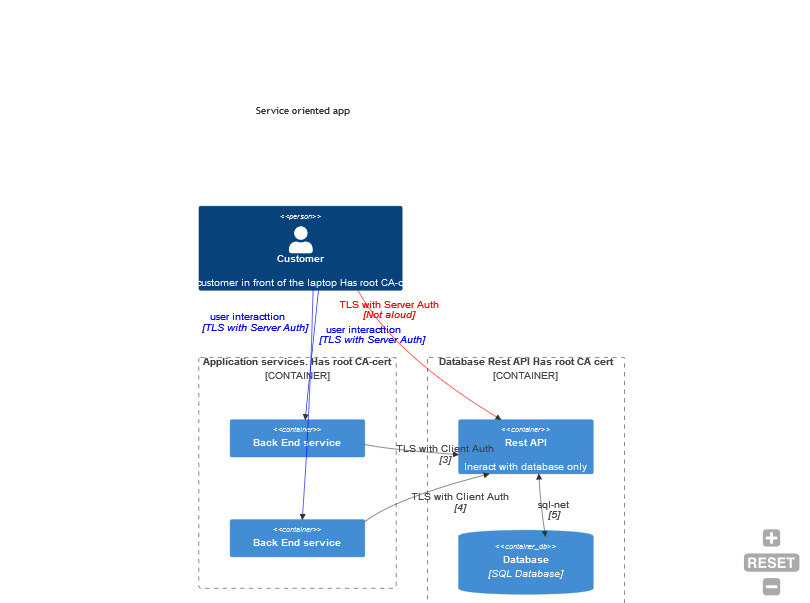 Service oriented app
<<person>>
Customer
customer in front of the laptop Has root CA-c
TLS with Server Auth
[Not aloud]
user interacttion
[TLS with Server Auth]
user interacttion
[TLS with Server Auth]
Application services. Has root CA-cert
[CONTAINER]
Database Rest API Has root CA cert
[CONTAINER]
<<container>>
Back End service
<<container>>
Rest API
Ineract with database only
TLS with Client Auth
[3]
TLS with Client Auth
[4]
sql-net
[5]
<<container>>
Back End service
<<container_db>>
Database
[SQL Database]
RESET